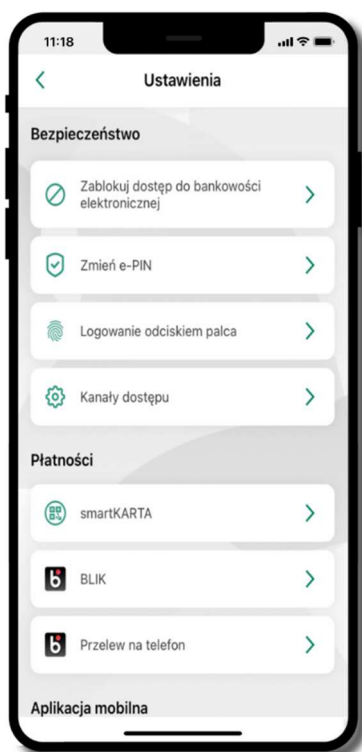 11:18
Ustawienia
Bezpieczeństwo
Zablokuj dostęp do bankowości
elektronicznej
Zmień e-PIN
Logowanie odciskiem palca
Kanały dostępu
Płatności
smartKARTA
BLIK
Przelew na telefon
Aplikacja mobilna